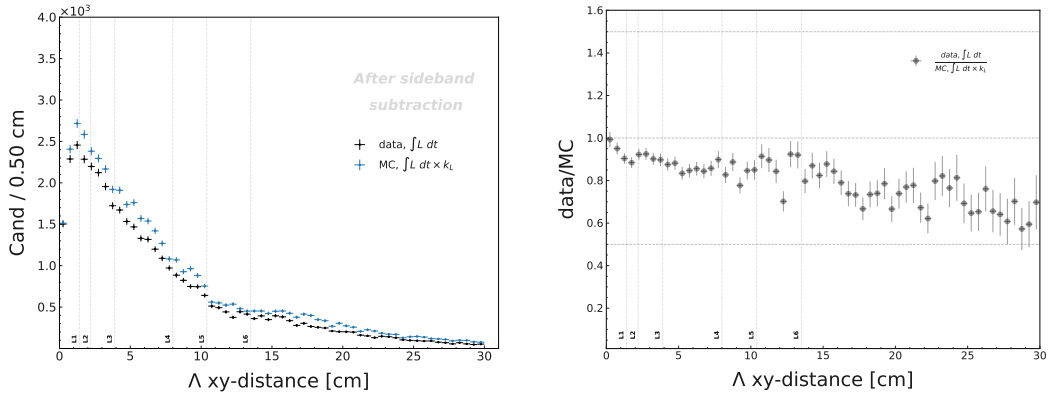 4.0 ×10³
3.5
3.0
2.5
2.0
1.5
1.0
0.5
Cand / 0.50 cm
After sideband
subtraction
data, ∫L dt
MC, ∫L dt × k_L
L1 L2 L3 L4 L5 L6
0 5 10 15 20 25 30
Λ xy-distance [cm]
1.6
1.4
1.2
1.0
0.8
0.6
0.4
0.2
data/MC
data, ∫L dt
MC, ∫L dt × k_L
L1 L2 L3 L4 L5 L6
0 5 10 15 20 25 30
Λ xy-distance [cm]